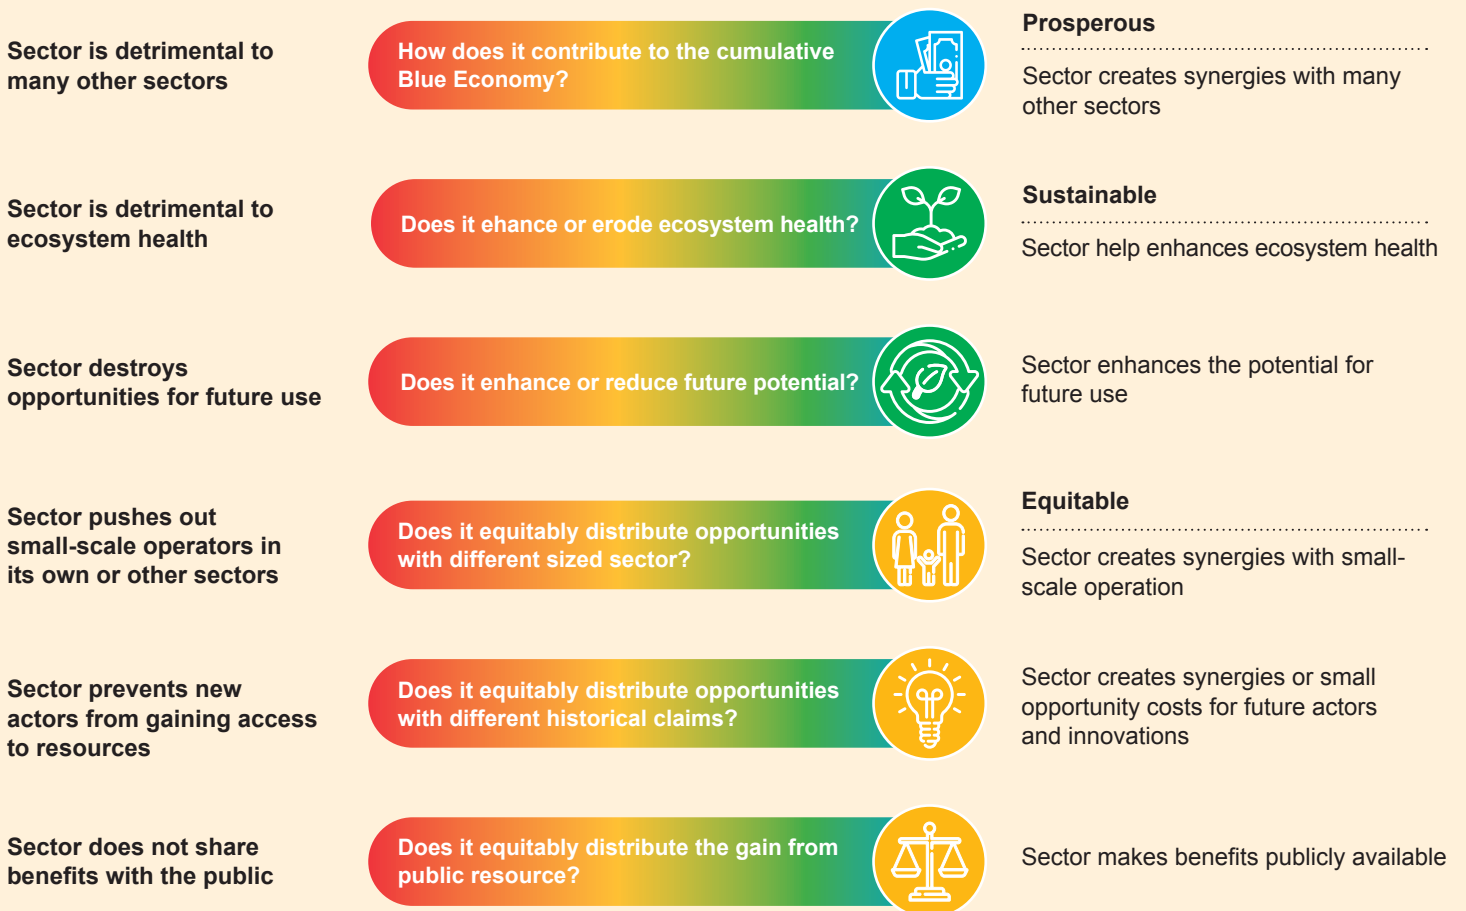 Sector is detrimental to
many other sectors
How does it contribute to the cumulative
Blue Economy?
Prosperous
Sector creates synergies with many
other sectors
Sector is detrimental to
ecosystem health
Does it ehance or erode ecosystem health?
Sustainable
Sector help enhances ecosystem health
Sector destroys
opportunities for future use
Does it enhance or reduce future potential?
Sector enhances the potential for
future use
Sector pushes out
small-scale operators in
its own or other sectors
Does it equitably distribute opportunities
with different sized sector?
Equitable
Sector creates synergies with small-
scale operation
Sector prevents new
actors from gaining access
to resources
Does it equitably distribute opportunities
with different historical claims?
Sector creates synergies or small
opportunity costs for future actors
and innovations
Sector does not share
benefits with the public
Does it equitably distribute the gain from
public resource?
Sector makes benefits publicly available